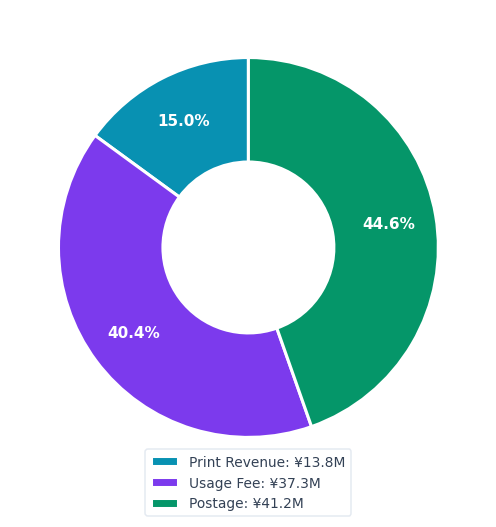 15.0%
44.6%
40.4%
Print Revenue: ¥13.8M
Usage Fee: ¥37.3M
Postage: ¥41.2M